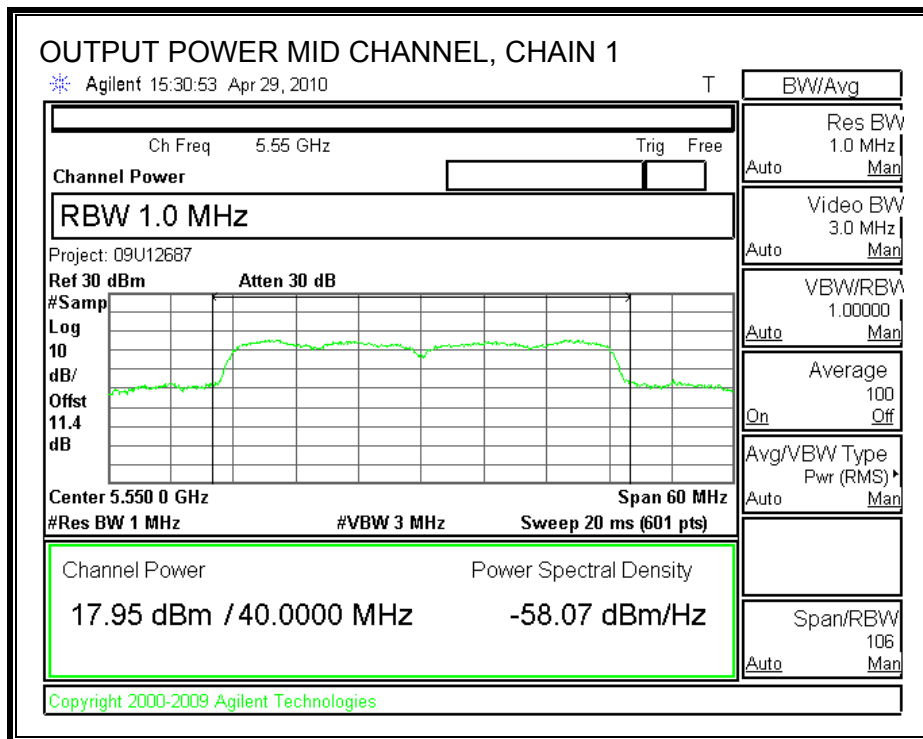 OUTPUT POWER MID CHANNEL, CHAIN 1
Agilent 15:30:53 Apr 29, 2010 T
Ch Freq 5.55 GHz Trig Free
Channel Power
RBW 1.0 MHz
Project: 09U12687
Ref 30 dBm Atten 30 dB
#Samp
Log
10
dB/
Offst
11.4
dB
Center 5.550 0 GHz Span 60 MHz
#Res BW 1 MHz #VBW 3 MHz Sweep 20 ms (601 pts)
Channel Power Power Spectral Density
17.95 dBm / 40.0000 MHz -58.07 dBm/Hz
Copyright 2000-2009 Agilent Technologies
BW/Avg
Res BW
1.0 MHz
Auto Man
Video BW
3.0 MHz
Auto Man
VBW/RBW
1.00000
Auto Man
Average
100
On Off
Avg/VBW Type
Pwr (RMS)
Auto Man
Span/RBW
106
Auto Man